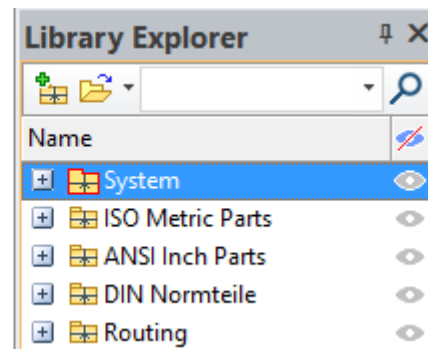 Library Explorer
Name
System
ISO Metric Parts
ANSI Inch Parts
DIN Normteile
Routing